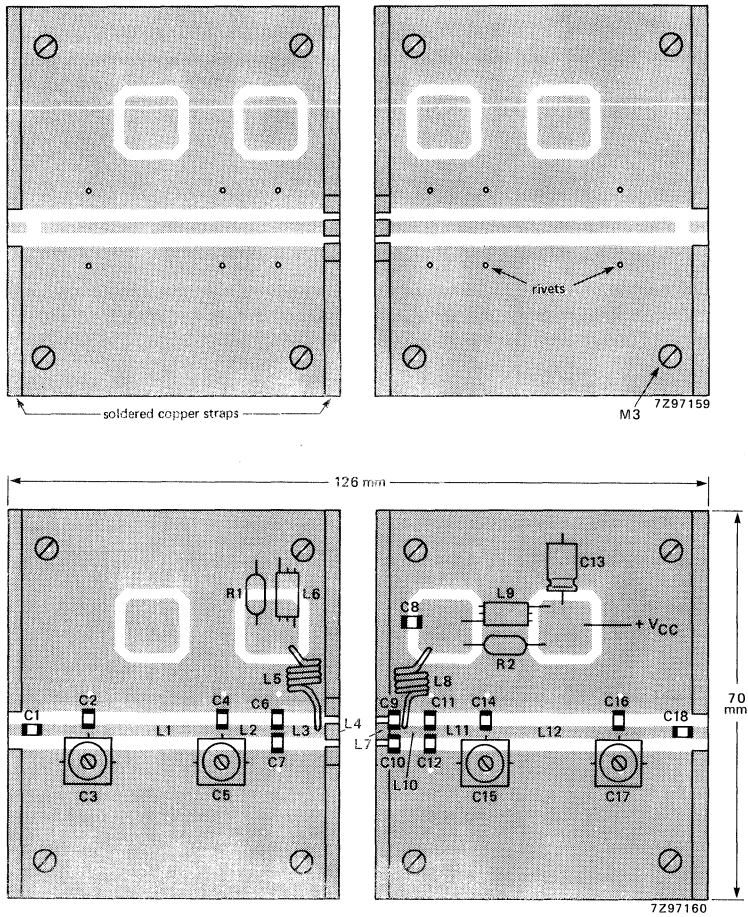 rivets
soldered copper straps
M3
7Z97159
126 mm
C13
R1
L6
L9
C8
+ VCC
R2
L5
L8
70
mm
C1
C2
C4
C6
L4
C9
C11
C14
C16
C18
L1
L2
L3
L7
L11
L12
C7
C10
C12
C3
C5
L10
C15
C17
7Z97160